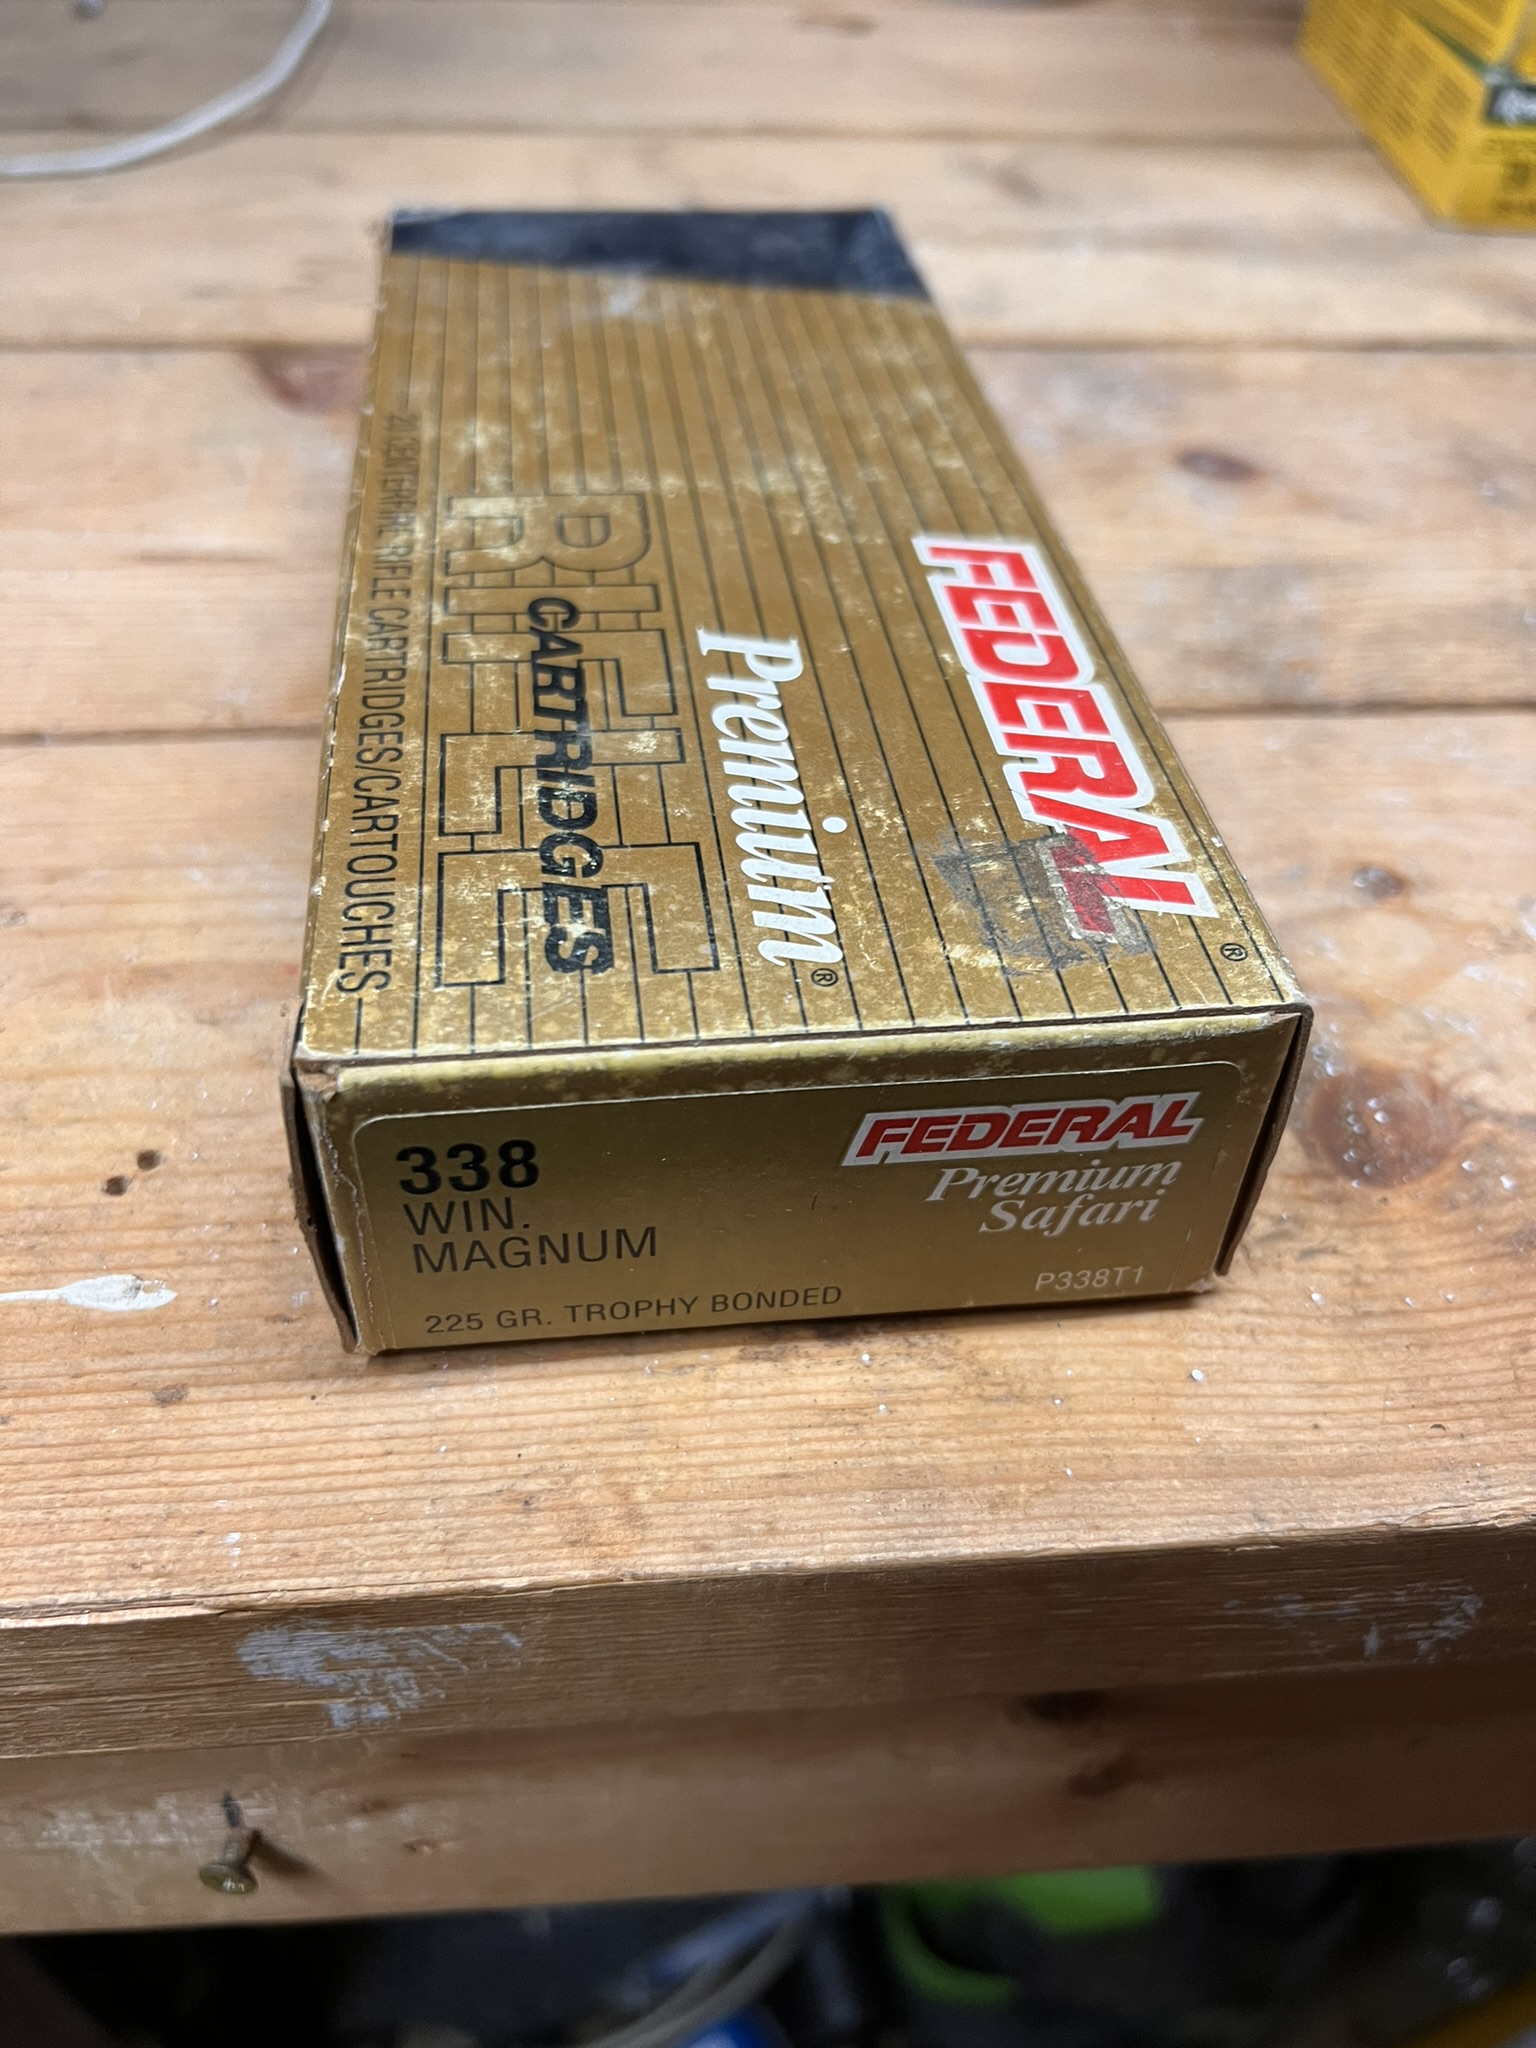 FEDERAL®
Premium®
RIFLE
CARTRIDGES
20 CENTERFIRE RIFLE CARTRIDGES/CARTOUCHES
338
WIN.
MAGNUM
225 GR. TROPHY BONDED
FEDERAL
Premium
Safari
P338T1